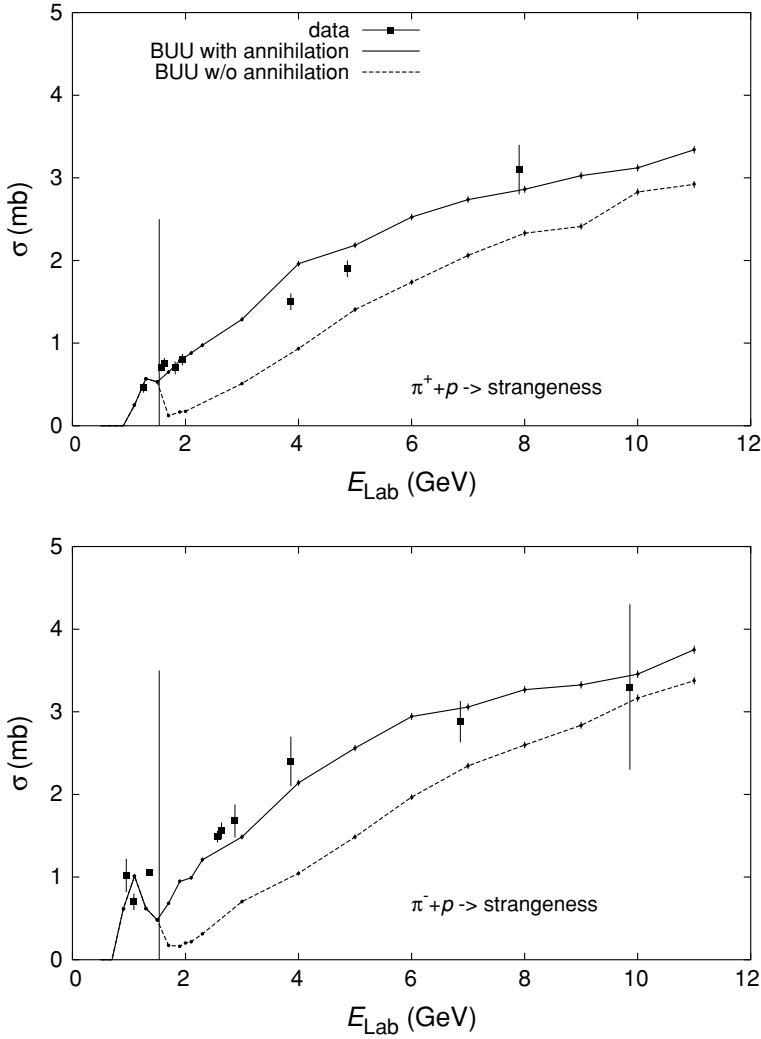 5
4
3
2
1
0
σ (mb)
data
BUU with annihilation
BUU w/o annihilation
π⁺+p -> strangeness
0 2 4 6 8 10 12
E_Lab (GeV)
5
4
3
2
1
0
σ (mb)
π⁻+p -> strangeness
0 2 4 6 8 10 12
E_Lab (GeV)